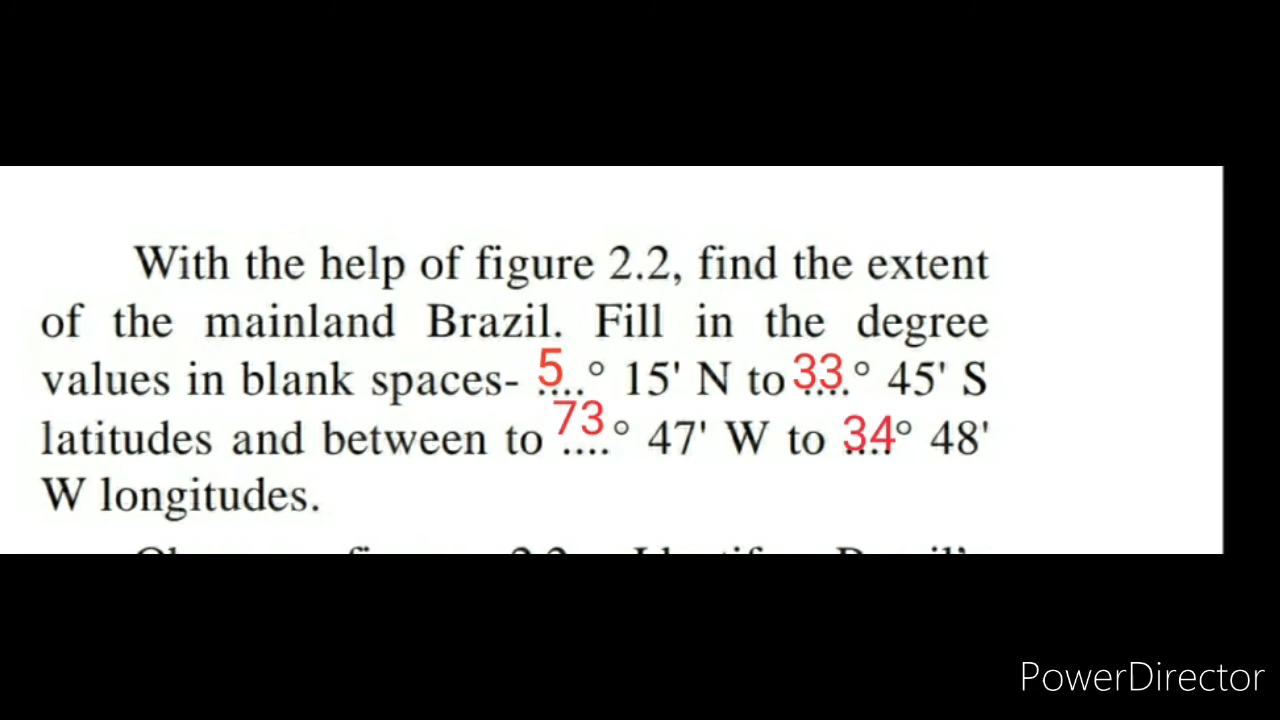 With the help of figure 2.2, find the extent
of the mainland Brazil. Fill in the degree
values in blank spaces- 5....° 15' N to 33....° 45' S
latitudes and between to 73....° 47' W to 34....° 48'
W longitudes.
PowerDirector